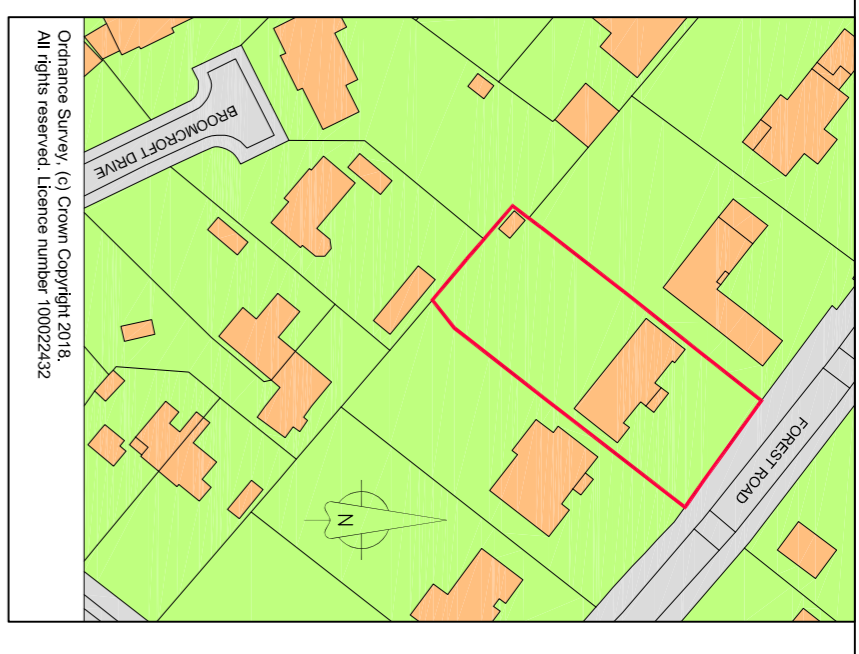 BROOMCROFT DRIVE
FOREST ROAD
N
Ordnance Survey, (c) Crown Copyright 2018.
All rights reserved. Licence number 100022432